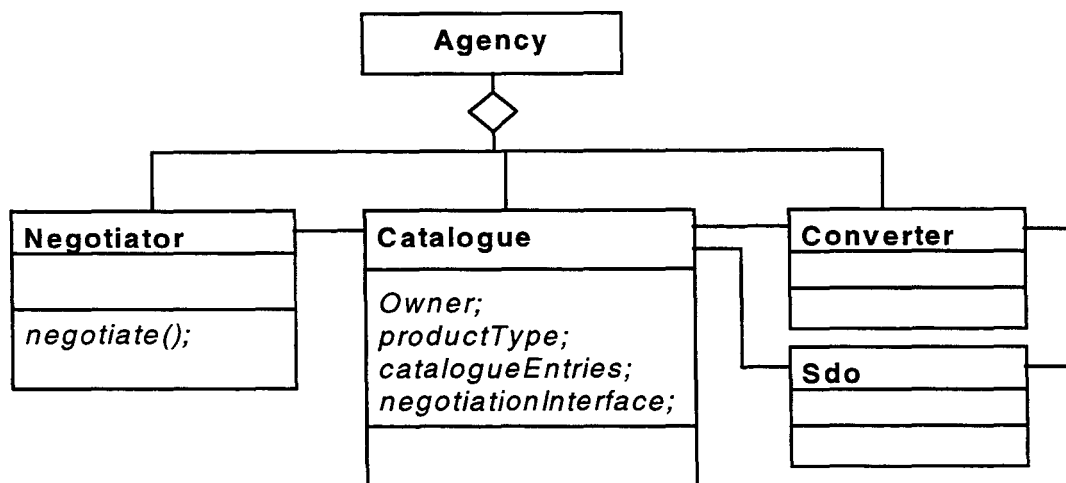 Agency
Negotiator
negotiate();
Catalogue
Owner;
productType;
catalogueEntries;
negotiationInterface;
Converter
Sdo